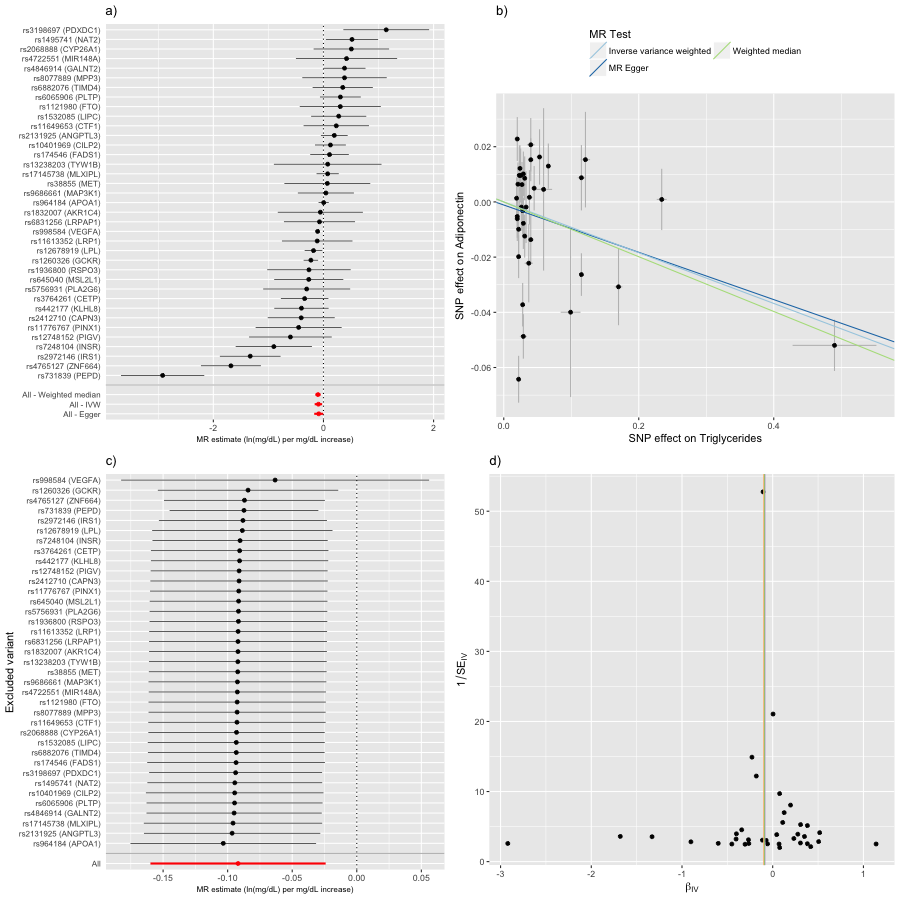 a)
rs3198697 (PDXDC1)
rs1495741 (NAT2)
rs2068888 (CYP26A1)
rs4722551 (MIR148A)
rs4846914 (GALNT2)
rs8077889 (MPP3)
rs6882076 (TIMD4)
rs6065906 (PLTP)
rs1121980 (FTO)
rs1532085 (LIPC)
rs11649653 (CTF1)
rs2131925 (ANGPTL3)
rs10401969 (CILP2)
rs174546 (FADS1)
rs13238203 (TYW1B)
rs17145738 (MLXIPL)
rs38855 (MET)
rs9686661 (MAP3K1)
rs964184 (APOA1)
rs1832007 (AKR1C4)
rs6831256 (LRPAP1)
rs998584 (VEGFA)
rs11613352 (LRP1)
rs12678919 (LPL)
rs1260326 (GCKR)
rs1936800 (RSPO3)
rs645040 (MSL2L1)
rs5756931 (PLA2G6)
rs3764261 (CETP)
rs442177 (KLHL8)
rs2412710 (CAPN3)
rs11776767 (PINX1)
rs12748152 (PIGV)
rs7248104 (INSR)
rs2972146 (IRS1)
rs4765127 (ZNF664)
rs731839 (PEPD)
All - Weighted median
All - IVW
All - Egger
-2 0 2
MR estimate (ln(mg/dL) per mg/dL increase)
b)
MR Test
Inverse variance weighted
Weighted median
MR Egger
SNP effect on Adiponectin
0.02
0.00
-0.02
-0.04
-0.06
0.0 0.2 0.4
SNP effect on Triglycerides
c)
Excluded variant
rs998584 (VEGFA)
rs1260326 (GCKR)
rs4765127 (ZNF664)
rs731839 (PEPD)
rs2972146 (IRS1)
rs12678919 (LPL)
rs7248104 (INSR)
rs3764261 (CETP)
rs442177 (KLHL8)
rs12748152 (PIGV)
rs2412710 (CAPN3)
rs11776767 (PINX1)
rs645040 (MSL2L1)
rs5756931 (PLA2G6)
rs1936800 (RSPO3)
rs11613352 (LRP1)
rs6831256 (LRPAP1)
rs1832007 (AKR1C4)
rs13238203 (TYW1B)
rs38855 (MET)
rs9686661 (MAP3K1)
rs4722551 (MIR148A)
rs1121980 (FTO)
rs8077889 (MPP3)
rs11649653 (CTF1)
rs2068888 (CYP26A1)
rs1532085 (LIPC)
rs6882076 (TIMD4)
rs174546 (FADS1)
rs3198697 (PDXDC1)
rs1495741 (NAT2)
rs10401969 (CILP2)
rs6065906 (PLTP)
rs4846914 (GALNT2)
rs17145738 (MLXIPL)
rs2131925 (ANGPTL3)
rs964184 (APOA1)
All
-0.15 -0.10 -0.05 0.00 0.05
MR estimate (ln(mg/dL) per mg/dL increase)
d)
1/SE_IV
50
40
30
20
10
0
-3 -2 -1 0 1
β_IV